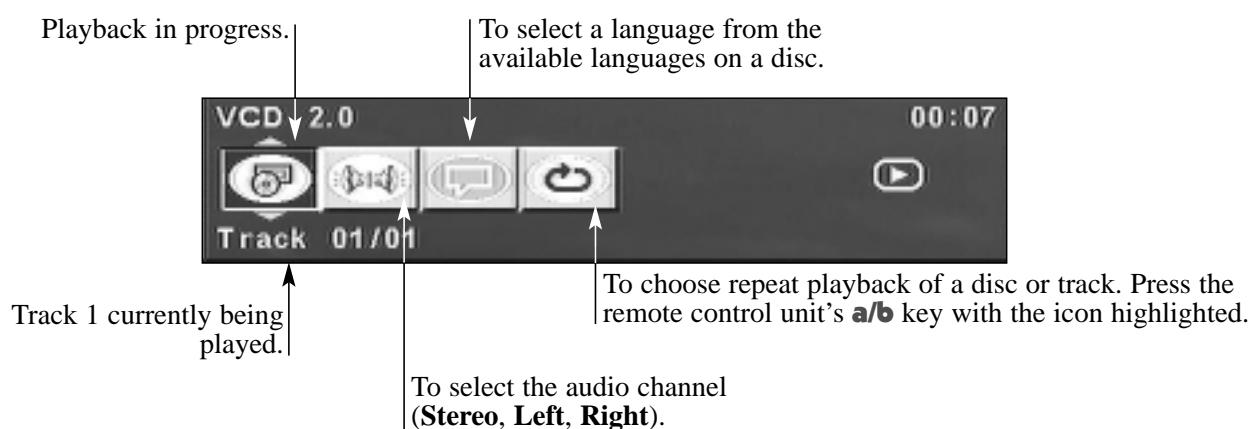 Playback in progress.
To select a language from the
available languages on a disc.
VCD 2.0
00:07
Track 01/01
To choose repeat playback of a disc or track. Press the
remote control unit's a/b key with the icon highlighted.
Track 1 currently being
played.
To select the audio channel
(Stereo, Left, Right).